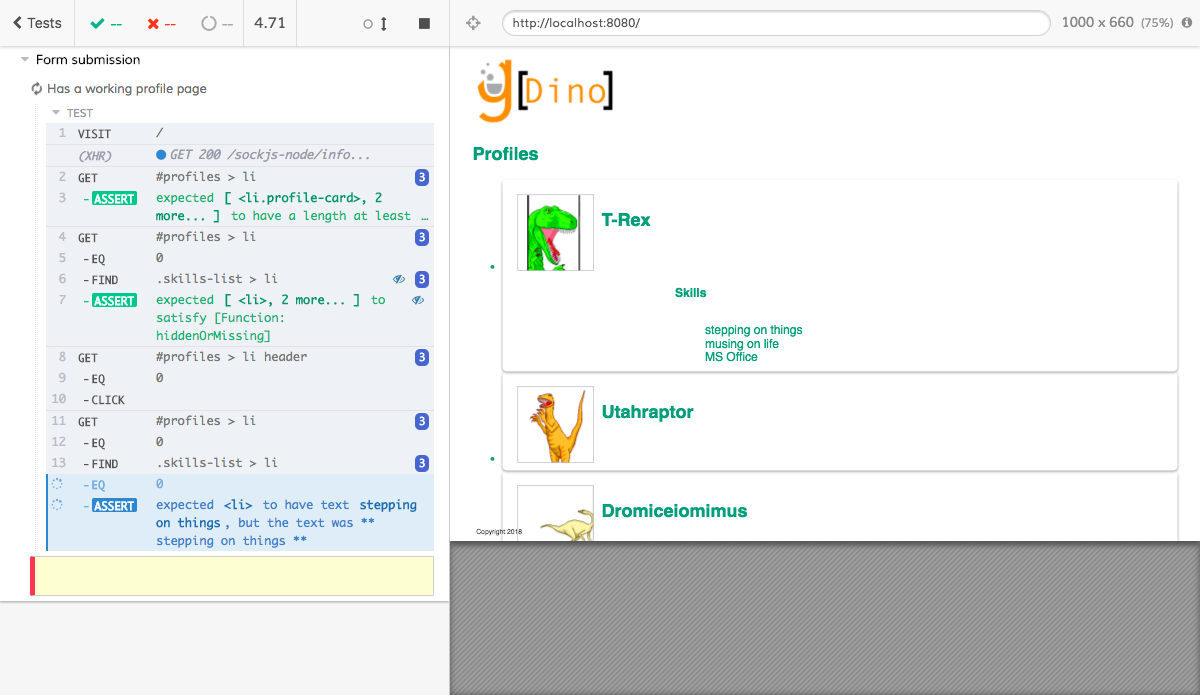 Tests
--
--
--
4.71
http://localhost:8080/
1000 x 660 (75%)
Form submission
Has a working profile page
TEST
1 VISIT /
(XHR) GET 200 /sockjs-node/info...
2 GET #profiles > li 3
3 -ASSERT expected [ <li.profile-card>, 2
more... ] to have a length at least …
4 GET #profiles > li 3
5 -EQ 0
6 -FIND .skills-list > li 3
7 -ASSERT expected [ <li>, 2 more... ] to
satisfy [Function:
hiddenOrMissing]
8 GET #profiles > li header 3
9 -EQ 0
10 -CLICK
11 GET #profiles > li 3
12 -EQ 0
13 -FIND .skills-list > li 3
-EQ 0
-ASSERT expected <li> to have text stepping
on things, but the text was **
stepping on things **
g[Dino]
Profiles
T-Rex
Skills
stepping on things
musing on life
MS Office
Utahraptor
Dromiceiomimus
Copyright 2018